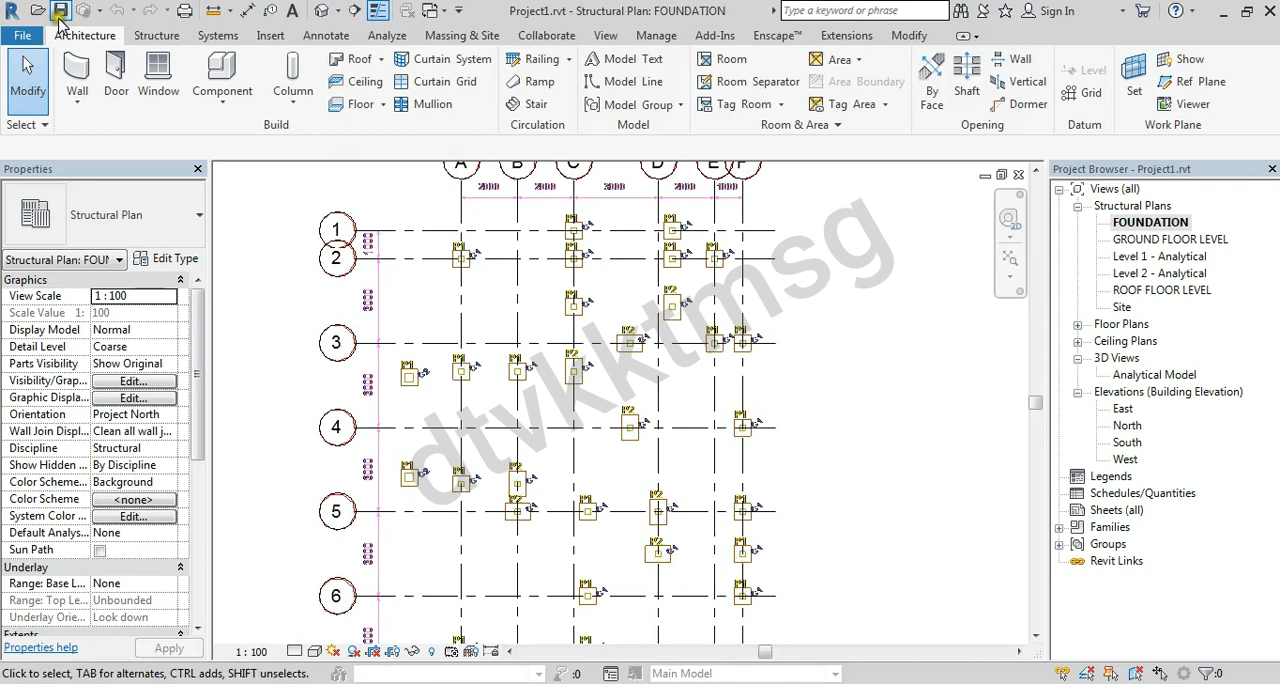 Project1.rvt - Structural Plan: FOUNDATION
Type a keyword or phrase
Sign In
File Architecture Structure Systems Insert Annotate Analyze Massing & Site Collaborate View Manage Add-Ins Enscape™ Extensions Modify
Modify Wall Door Window Component Column
Roof Ceiling Floor
Curtain System Curtain Grid Mullion
Railing Ramp Stair
Model Text Model Line Model Group
Room Room Separator Tag Room
Area Area Boundary Tag Area
By Face Shaft Wall Vertical Dormer
Level Grid
Set Show Ref Plane Viewer
Select Build Circulation Model Room & Area Opening Datum Work Plane
Properties
Structural Plan
Structural Plan: FOUN Edit Type
Graphics
View Scale 1 : 100
Scale Value 1: 100
Display Model Normal
Detail Level Coarse
Parts Visibility Show Original
Visibility/Grap... Edit...
Graphic Displa... Edit...
Orientation Project North
Wall Join Displ... Clean all wall j...
Discipline Structural
Show Hidden ... By Discipline
Color Scheme... Background
Color Scheme <none>
System Color ... Edit...
Default Analys... None
Sun Path
Underlay
Range: Base L... None
Range: Top Le... Unbounded
Underlay Orie... Look down
Extents
Properties help Apply
A B C D E F
2000 2000 3000 2000 1000
1
2
3
4
5
6
dtvkktmsg
1 : 100
Project Browser - Project1.rvt
Views (all)
Structural Plans
FOUNDATION
GROUND FLOOR LEVEL
Level 1 - Analytical
Level 2 - Analytical
ROOF FLOOR LEVEL
Site
Floor Plans
Ceiling Plans
3D Views
Analytical Model
Elevations (Building Elevation)
East
North
South
West
Legends
Schedules/Quantities
Sheets (all)
Families
Groups
Revit Links
Click to select, TAB for alternates, CTRL adds, SHIFT unselects.
:0
Main Model
:0